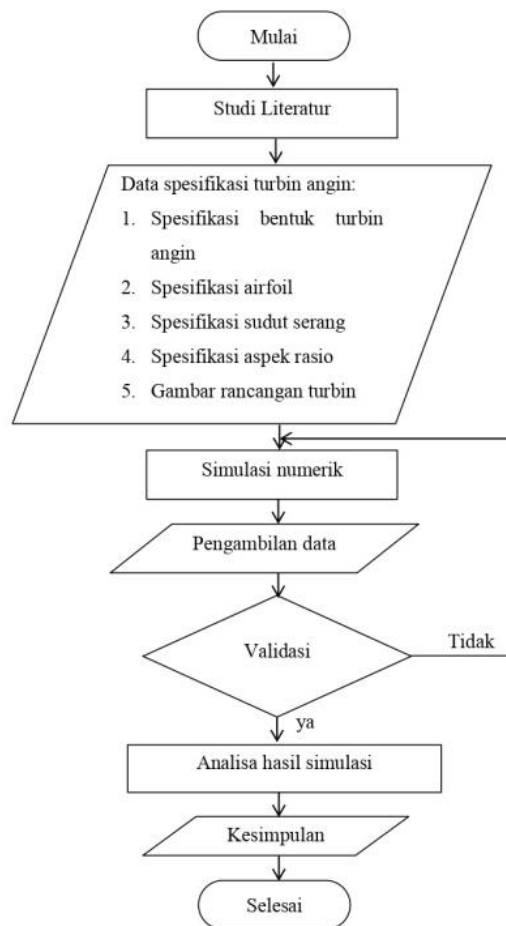 Mulai
Studi Literatur
Data spesifikasi turbin angin:
1. Spesifikasi bentuk turbin
angin
2. Spesifikasi airfoil
3. Spesifikasi sudut serang
4. Spesifikasi aspek rasio
5. Gambar rancangan turbin
Simulasi numerik
Pengambilan data
Validasi
Tidak
ya
Analisa hasil simulasi
Kesimpulan
Selesai